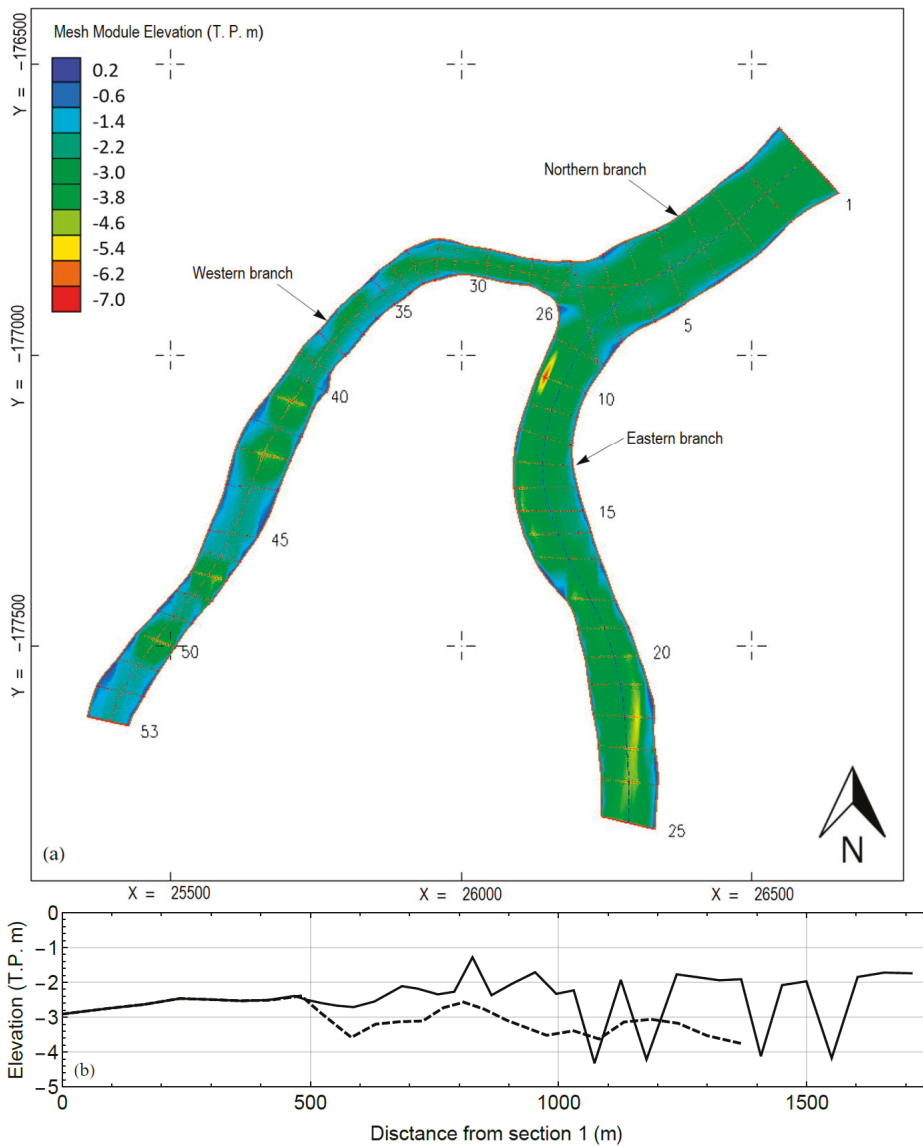 Mesh Module Elevation (T. P. m)
0.2
-0.6
-1.4
-2.2
-3.0
-3.8
-4.6
-5.4
-6.2
-7.0
Y = -176500
Y = -177000
Y = -177500
Northern branch
1
Western branch
30
35
26
5
40
10
Eastern branch
45
15
50
20
53
25
(a)
N
X = 25500
X = 26000
X = 26500
Elevation (T.P. m)
0
-1
-2
-3
-4
-5
(b)
0
500
1000
1500
Disctance from section 1 (m)